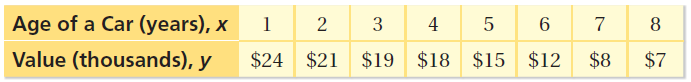 Age of a Car (years), x 1 2 3 4 5 6 7 8
Value (thousands), y $24 $21 $19 $18 $15 $12 $8 $7